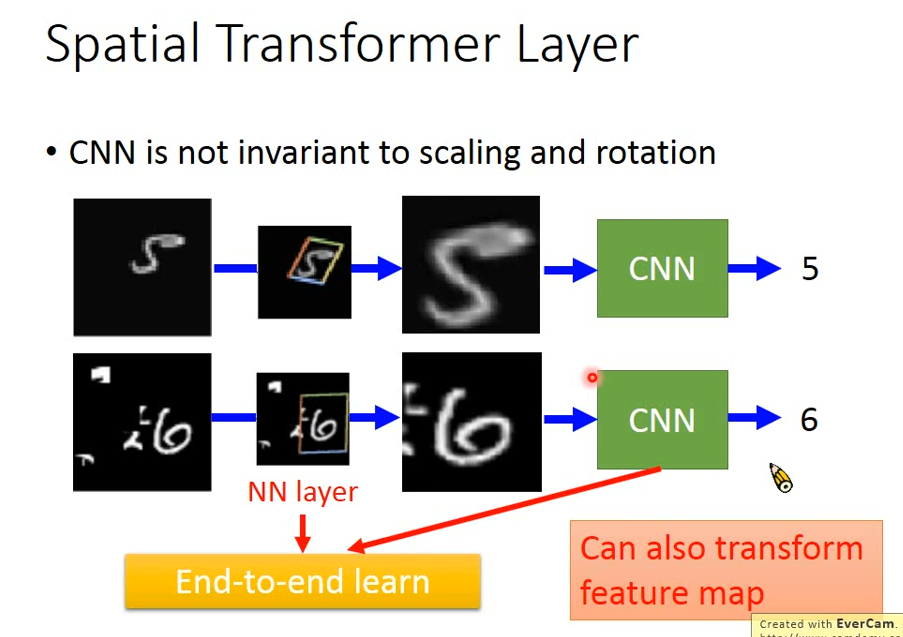 Spatial Transformer Layer
• CNN is not invariant to scaling and rotation
CNN
5
CNN
6
NN layer
End-to-end learn
Can also transform
feature map
Created with EverCam.